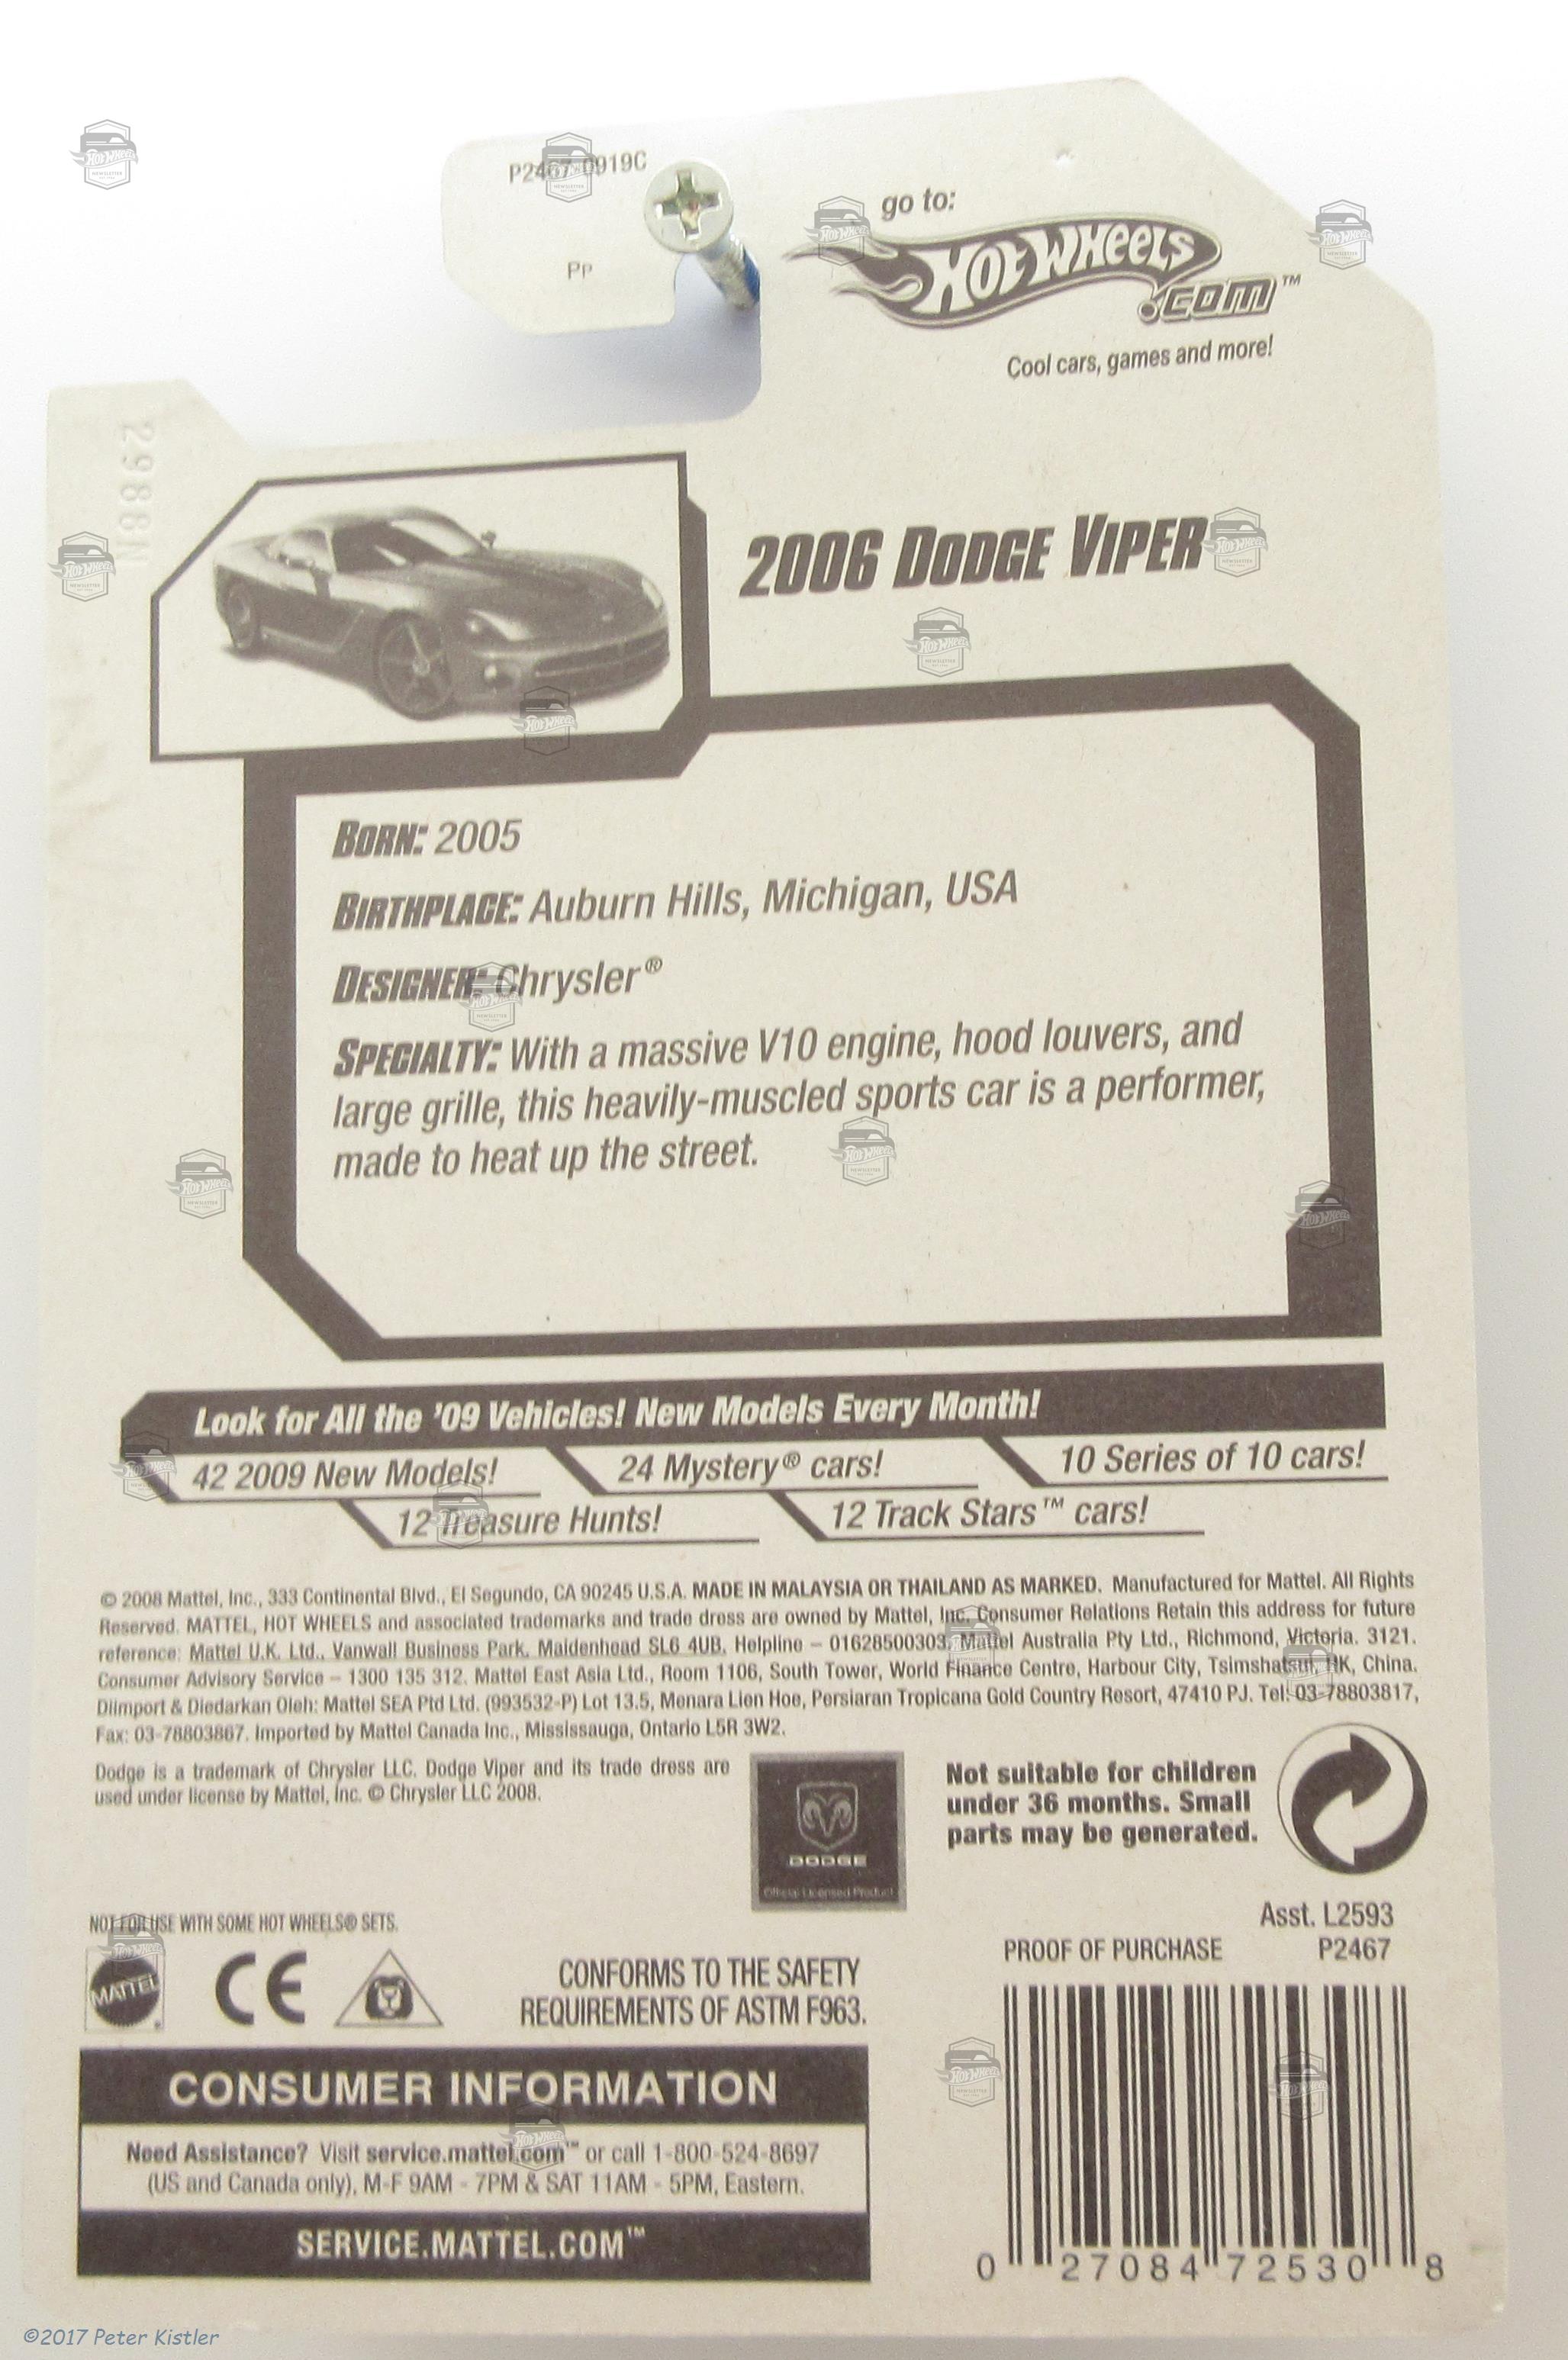 P2467-0919C
Pp
go to:
Hot Wheels
.com™
Cool cars, games and more!
2988N
2006 Dodge Viper
Born: 2005
Birthplace: Auburn Hills, Michigan, USA
Designer: Chrysler®
Specialty: With a massive V10 engine, hood louvers, and
large grille, this heavily-muscled sports car is a performer,
made to heat up the street.
Look for All the '09 Vehicles! New Models Every Month!
42 2009 New Models!
24 Mystery® cars!
10 Series of 10 cars!
12 Treasure Hunts!
12 Track Stars™ cars!
© 2008 Mattel, Inc., 333 Continental Blvd., El Segundo, CA 90245 U.S.A. MADE IN MALAYSIA OR THAILAND AS MARKED. Manufactured for Mattel. All Rights
Reserved. MATTEL, HOT WHEELS and associated trademarks and trade dress are owned by Mattel, Inc. Consumer Relations Retain this address for future
reference: Mattel U.K. Ltd., Vanwall Business Park, Maidenhead SL6 4UB. Helpline – 01628500303. Mattel Australia Pty Ltd., Richmond, Victoria. 3121.
Consumer Advisory Service – 1300 135 312. Mattel East Asia Ltd., Room 1106, South Tower, World Finance Centre, Harbour City, Tsimshatsui, HK, China.
Diimport & Diedarkan Oleh: Mattel SEA Ptd Ltd. (993532-P) Lot 13.5, Menara Lien Hoe, Persiaran Tropicana Gold Country Resort, 47410 PJ. Tel: 03-78803817,
Fax: 03-78803867. Imported by Mattel Canada Inc., Mississauga, Ontario L5R 3W2.
Dodge is a trademark of Chrysler LLC. Dodge Viper and its trade dress are
used under license by Mattel, Inc. © Chrysler LLC 2008.
DODGE
Official Licensed Product
Not suitable for children
under 36 months. Small
parts may be generated.
NOT FOR USE WITH SOME HOT WHEELS® SETS.
MATTEL
CE
CONFORMS TO THE SAFETY
REQUIREMENTS OF ASTM F963.
Asst. L2593
PROOF OF PURCHASE P2467
CONSUMER INFORMATION
Need Assistance? Visit service.mattel.com™ or call 1-800-524-8697
(US and Canada only), M-F 9AM - 7PM & SAT 11AM - 5PM, Eastern.
SERVICE.MATTEL.COM™
0 27084 72530 8
©2017 Peter Kistler